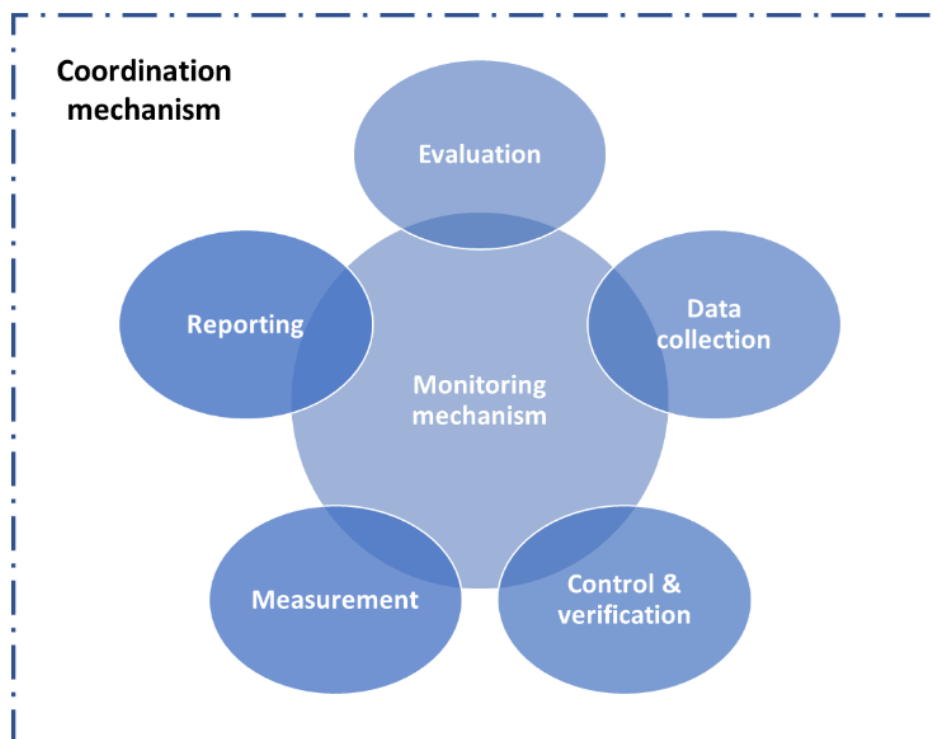 Coordination
mechanism
Evaluation
Reporting
Data
collection
Monitoring
mechanism
Measurement
Control &
verification